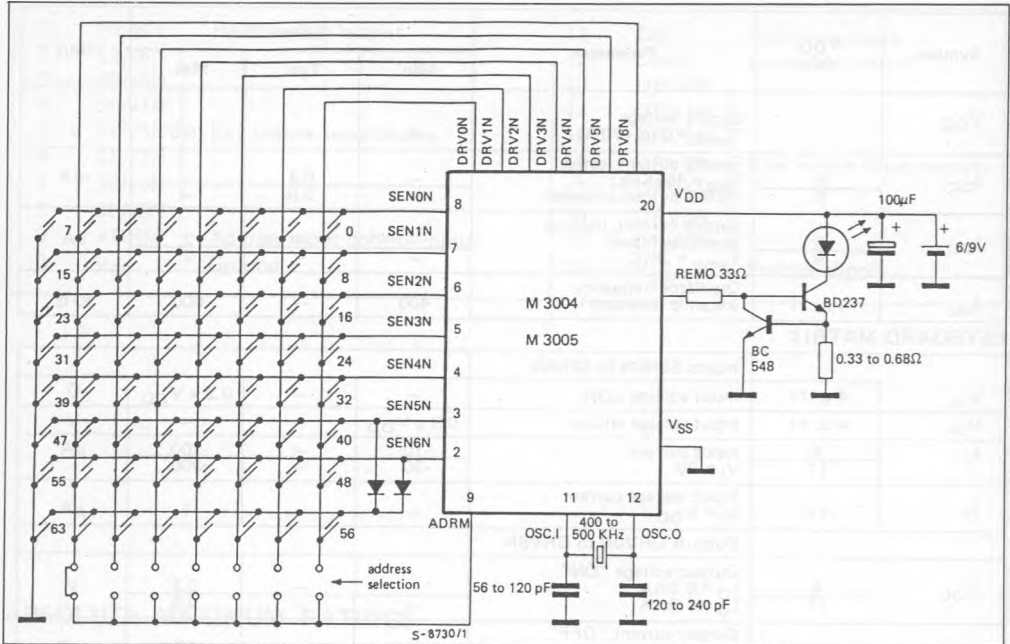 DRV0N
DRV1N
DRV2N
DRV3N
DRV4N
DRV5N
DRV6N
SEN0N
8
20
VDD
100µF
+
+
7
0
SEN1N
7
6/9V
15
8
SEN2N
6
REMO 33Ω
BD237
23
16
SEN3N
5
M 3004
31
24
M 3005
BC
548
0.33 to 0.68Ω
SEN4N
4
39
32
SEN5N
3
47
40
VSS
SEN6N
2
55
48
9
11
12
63
56
ADRM
OSC.I
400 to
500 KHz
OSC.O
address
selection
56 to 120 pF
120 to 240 pF
S-8730/1
KEYBOARD MATRIX